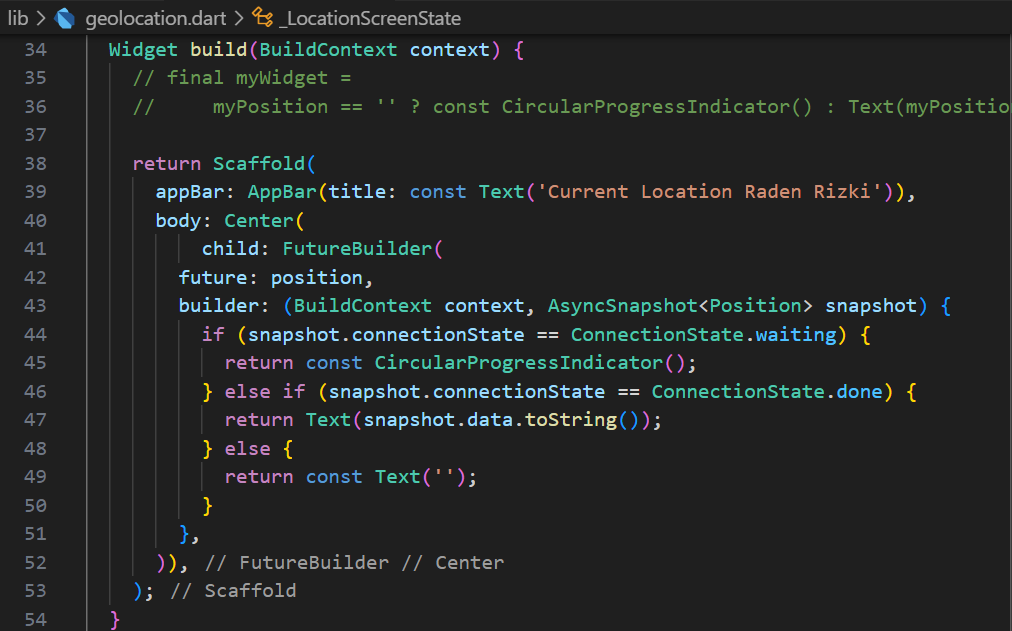 lib > geolocation.dart > _LocationScreenState
34 Widget build(BuildContext context) {
35 // final myWidget =
36 //     myPosition == '' ? const CircularProgressIndicator() : Text(myPositio
37
38 return Scaffold(
39 appBar: AppBar(title: const Text('Current Location Raden Rizki')),
40 body: Center(
41 child: FutureBuilder(
42 future: position,
43 builder: (BuildContext context, AsyncSnapshot<Position> snapshot) {
44 if (snapshot.connectionState == ConnectionState.waiting) {
45 return const CircularProgressIndicator();
46 } else if (snapshot.connectionState == ConnectionState.done) {
47 return Text(snapshot.data.toString());
48 } else {
49 return const Text('');
50 }
51 },
52 )), // FutureBuilder // Center
53 ); // Scaffold
54 }